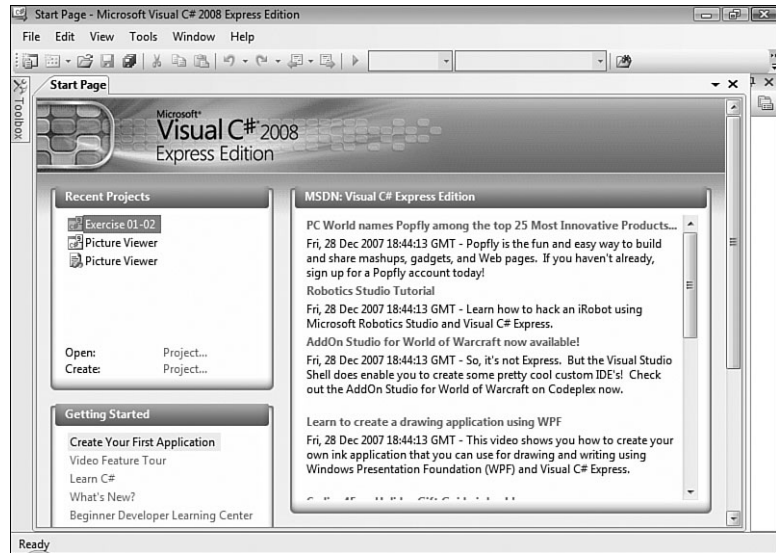 Start Page - Microsoft Visual C# 2008 Express Edition
File Edit View Tools Window Help
Toolbox
Start Page
Microsoft®
Visual C#® 2008
Express Edition
Recent Projects
Exercise 01-02
Picture Viewer
Picture Viewer
Open: Project...
Create: Project...
Getting Started
Create Your First Application
Video Feature Tour
Learn C#
What's New?
Beginner Developer Learning Center
MSDN: Visual C# Express Edition
PC World names Popfly among the top 25 Most Innovative Products...
Fri, 28 Dec 2007 18:44:13 GMT - Popfly is the fun and easy way to build
and share mashups, gadgets, and Web pages. If you haven't already,
sign up for a Popfly account today!
Robotics Studio Tutorial
Fri, 28 Dec 2007 18:44:13 GMT - Learn how to hack an iRobot using
Microsoft Robotics Studio and Visual C# Express.
AddOn Studio for World of Warcraft now available!
Fri, 28 Dec 2007 18:44:13 GMT - So, it's not Express. But the Visual Studio
Shell does enable you to create some pretty cool custom IDE's! Check
out the AddOn Studio for World of Warcraft on Codeplex now.
Learn to create a drawing application using WPF
Fri, 28 Dec 2007 18:44:13 GMT - This video shows you how to create your
own ink application that you can use for drawing and writing using
Windows Presentation Foundation (WPF) and Visual C# Express.
Ready